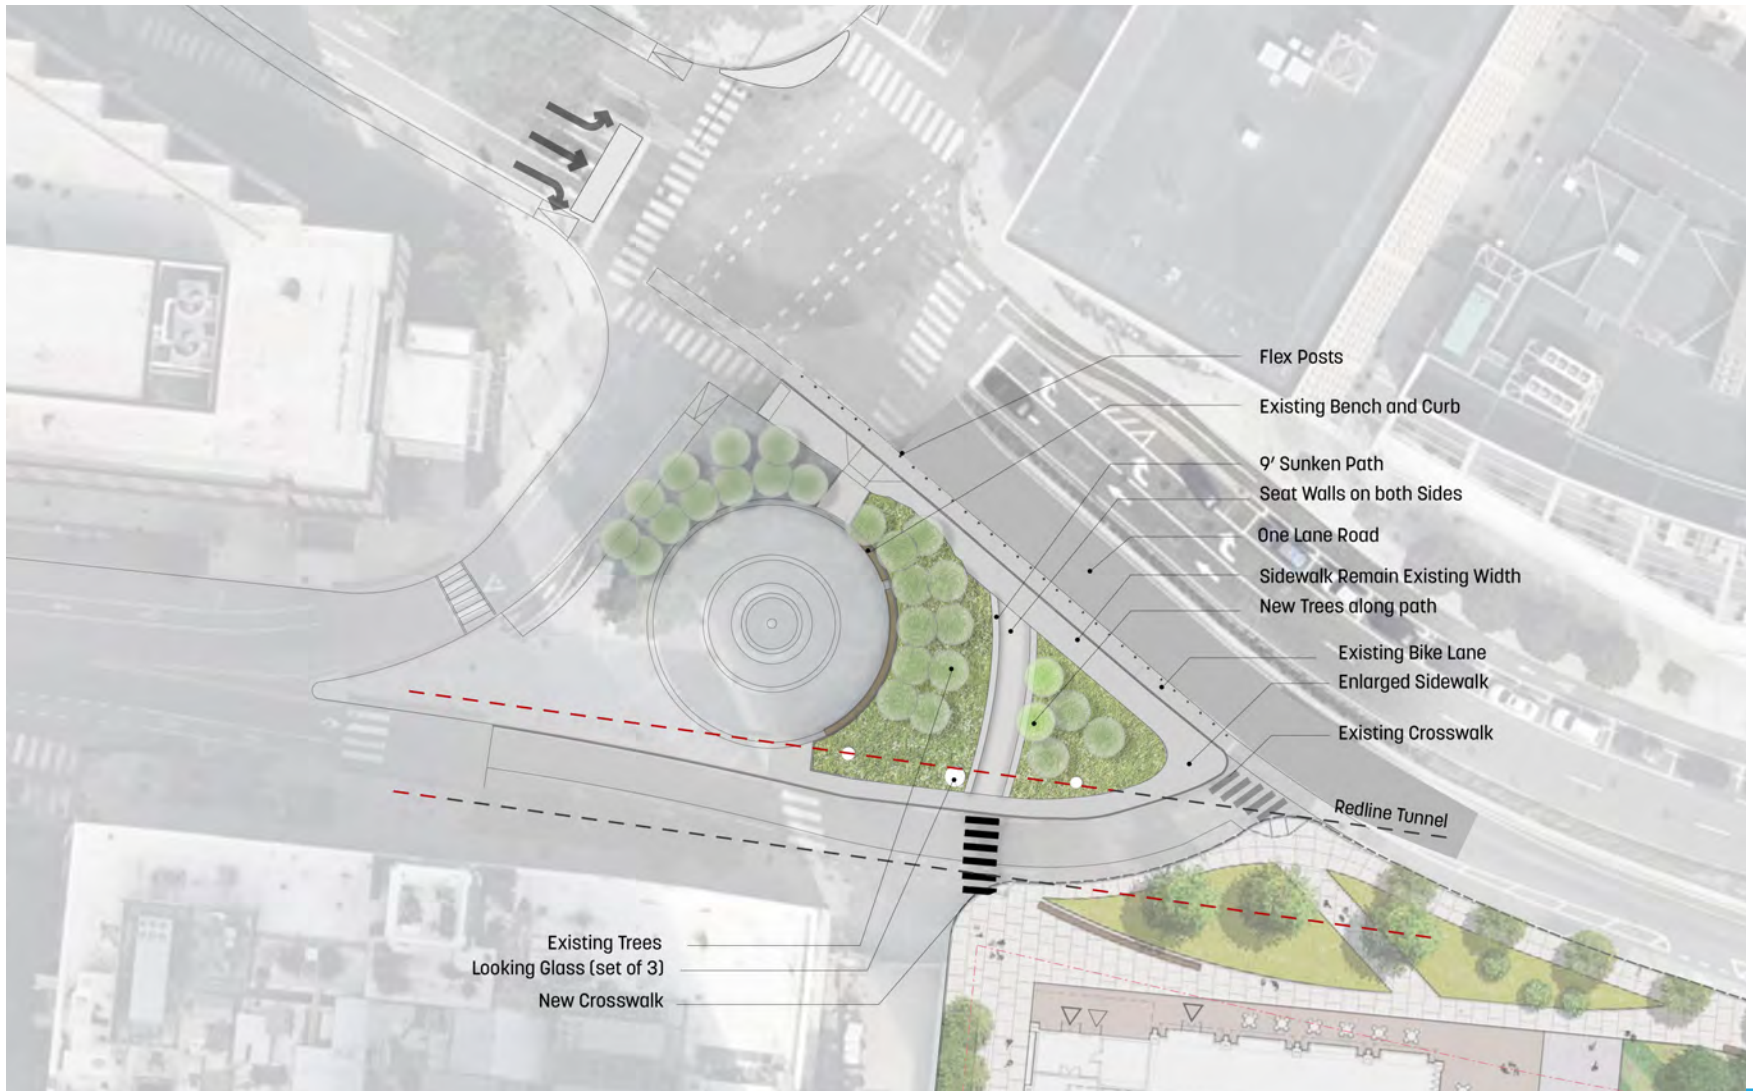 Flex Posts
Existing Bench and Curb
9' Sunken Path
Seat Walls on both Sides
One Lane Road
Sidewalk Remain Existing Width
New Trees along path
Existing Bike Lane
Enlarged Sidewalk
Existing Crosswalk
Redline Tunnel
Existing Trees
Looking Glass (set of 3)
New Crosswalk